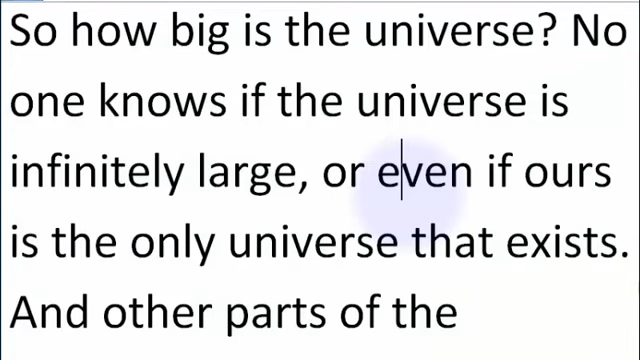 So how big is the universe? No
one knows if the universe is
infinitely large, or even if ours
is the only universe that exists.
And other parts of the